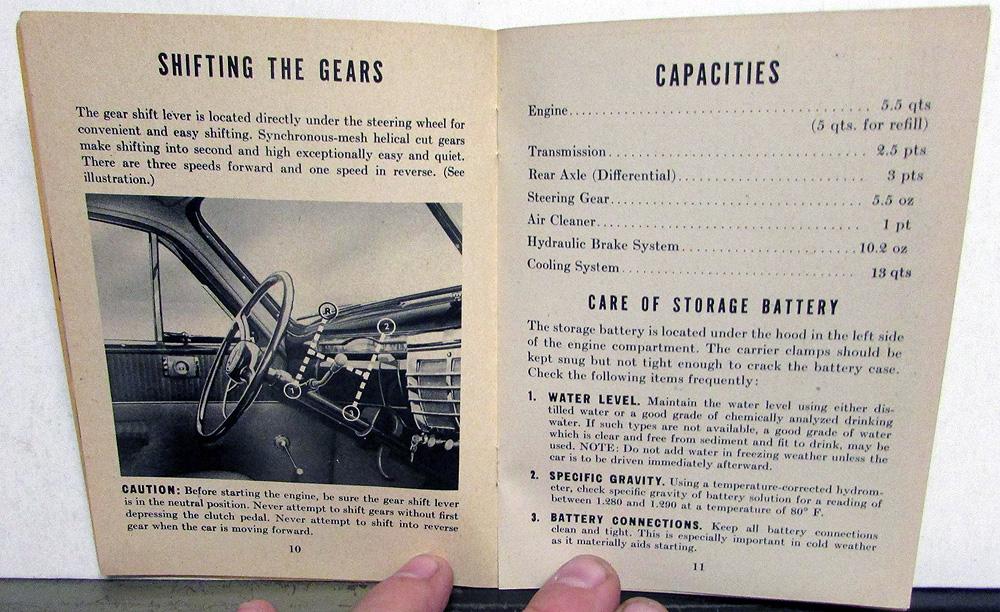 SHIFTING THE GEARS
The gear shift lever is located directly under the steering wheel for
convenient and easy shifting. Synchronous-mesh helical cut gears
make shifting into second and high exceptionally easy and quiet.
There are three speeds forward and one speed in reverse. (See
illustration.)
R
2
1
3
CAUTION: Before starting the engine, be sure the gear shift lever
is in the neutral position. Never attempt to shift gears without first
depressing the clutch pedal. Never attempt to shift into reverse
gear when the car is moving forward.
10
CAPACITIES
Engine........................................ 5.5 qts
(5 qts. for refill)
Transmission.................................. 2.5 pts
Rear Axle (Differential)........................ 3 pts
Steering Gear.................................. 5.5 oz
Air Cleaner.................................... 1 pt
Hydraulic Brake System........................ 10.2 oz
Cooling System................................ 13 qts
CARE OF STORAGE BATTERY
The storage battery is located under the hood in the left side
of the engine compartment. The carrier clamps should be
kept snug but not tight enough to crack the battery case.
Check the following items frequently:
1. WATER LEVEL. Maintain the water level using either dis-
tilled water or a good grade of chemically analyzed drinking
water. If such types are not available, a good grade of water
which is clear and free from sediment and fit to drink, may be
used. NOTE: Do not add water in freezing weather unless the
car is to be driven immediately afterward.
2. SPECIFIC GRAVITY. Using a temperature-corrected hydrom-
eter, check specific gravity of battery solution for a reading of
between 1.280 and 1.290 at a temperature of 80° F.
3. BATTERY CONNECTIONS. Keep all battery connections
clean and tight. This is especially important in cold weather
as it materially aids starting.
11